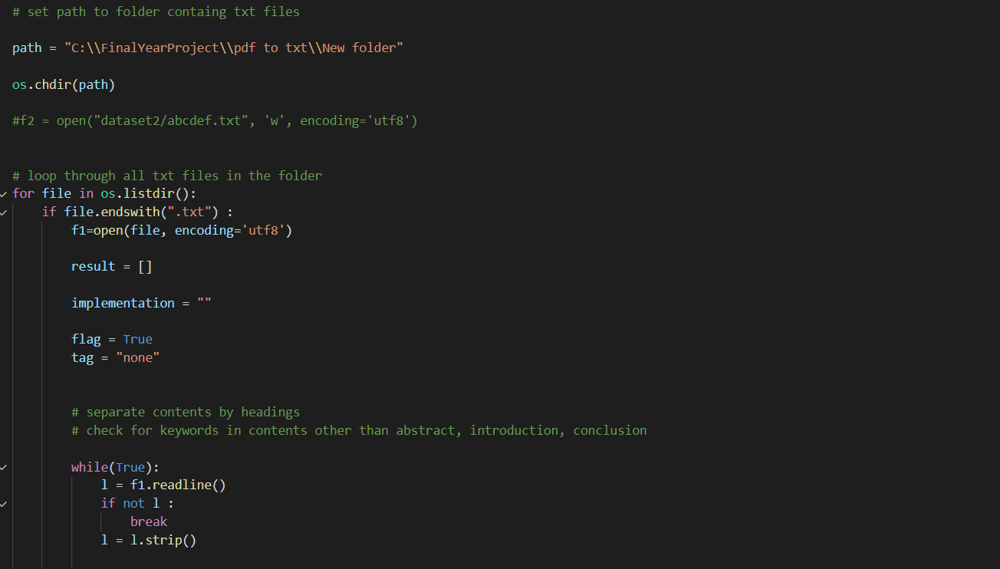 # set path to folder containg txt files
path = "C:\\FinalYearProject\\pdf to txt\\New folder"
os.chdir(path)
#f2 = open("dataset2/abcdef.txt", 'w', encoding='utf8')
# loop through all txt files in the folder
for file in os.listdir():
    if file.endswith(".txt") :
        f1=open(file, encoding='utf8')
        result = []
        implementation = ""
        flag = True
        tag = "none"
        # separate contents by headings
        # check for keywords in contents other than abstract, introduction, conclusion
        while(True):
            l = f1.readline()
            if not l :
                break
            l = l.strip()